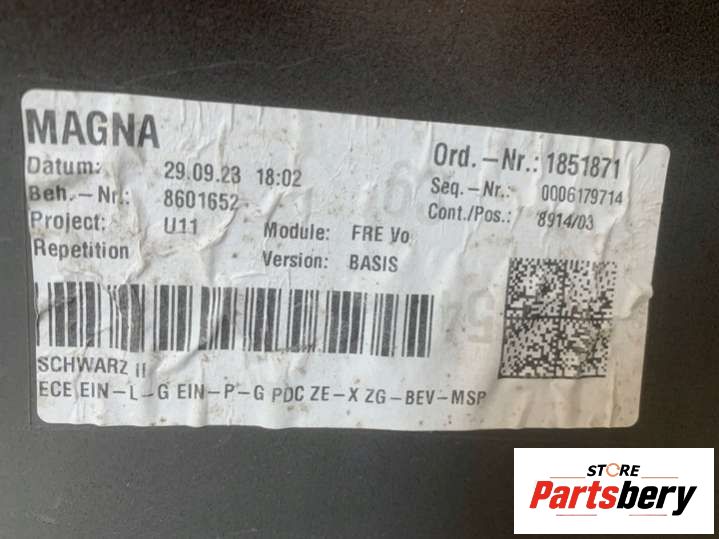 MAGNA
Datum: 29.09.23 18:02
Beh.-Nr.: 8601652
Project: U11 Module: FRE Vo
Repetition Version: BASIS
Ord.-Nr.: 1851871
Seq.-Nr.: 0006179714
Cont./Pos.: 8914/03
SCHWARZ II
ECE EIN-L-G EIN-P-G PDC ZE-X ZG-BEV-MSP
STORE
Partsbery